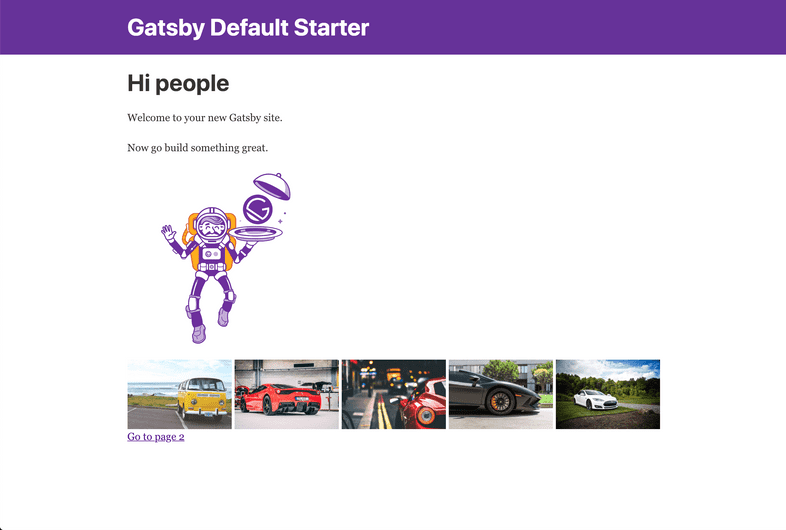 Gatsby Default Starter
Hi people
Welcome to your new Gatsby site.
Now go build something great.
Go to page 2